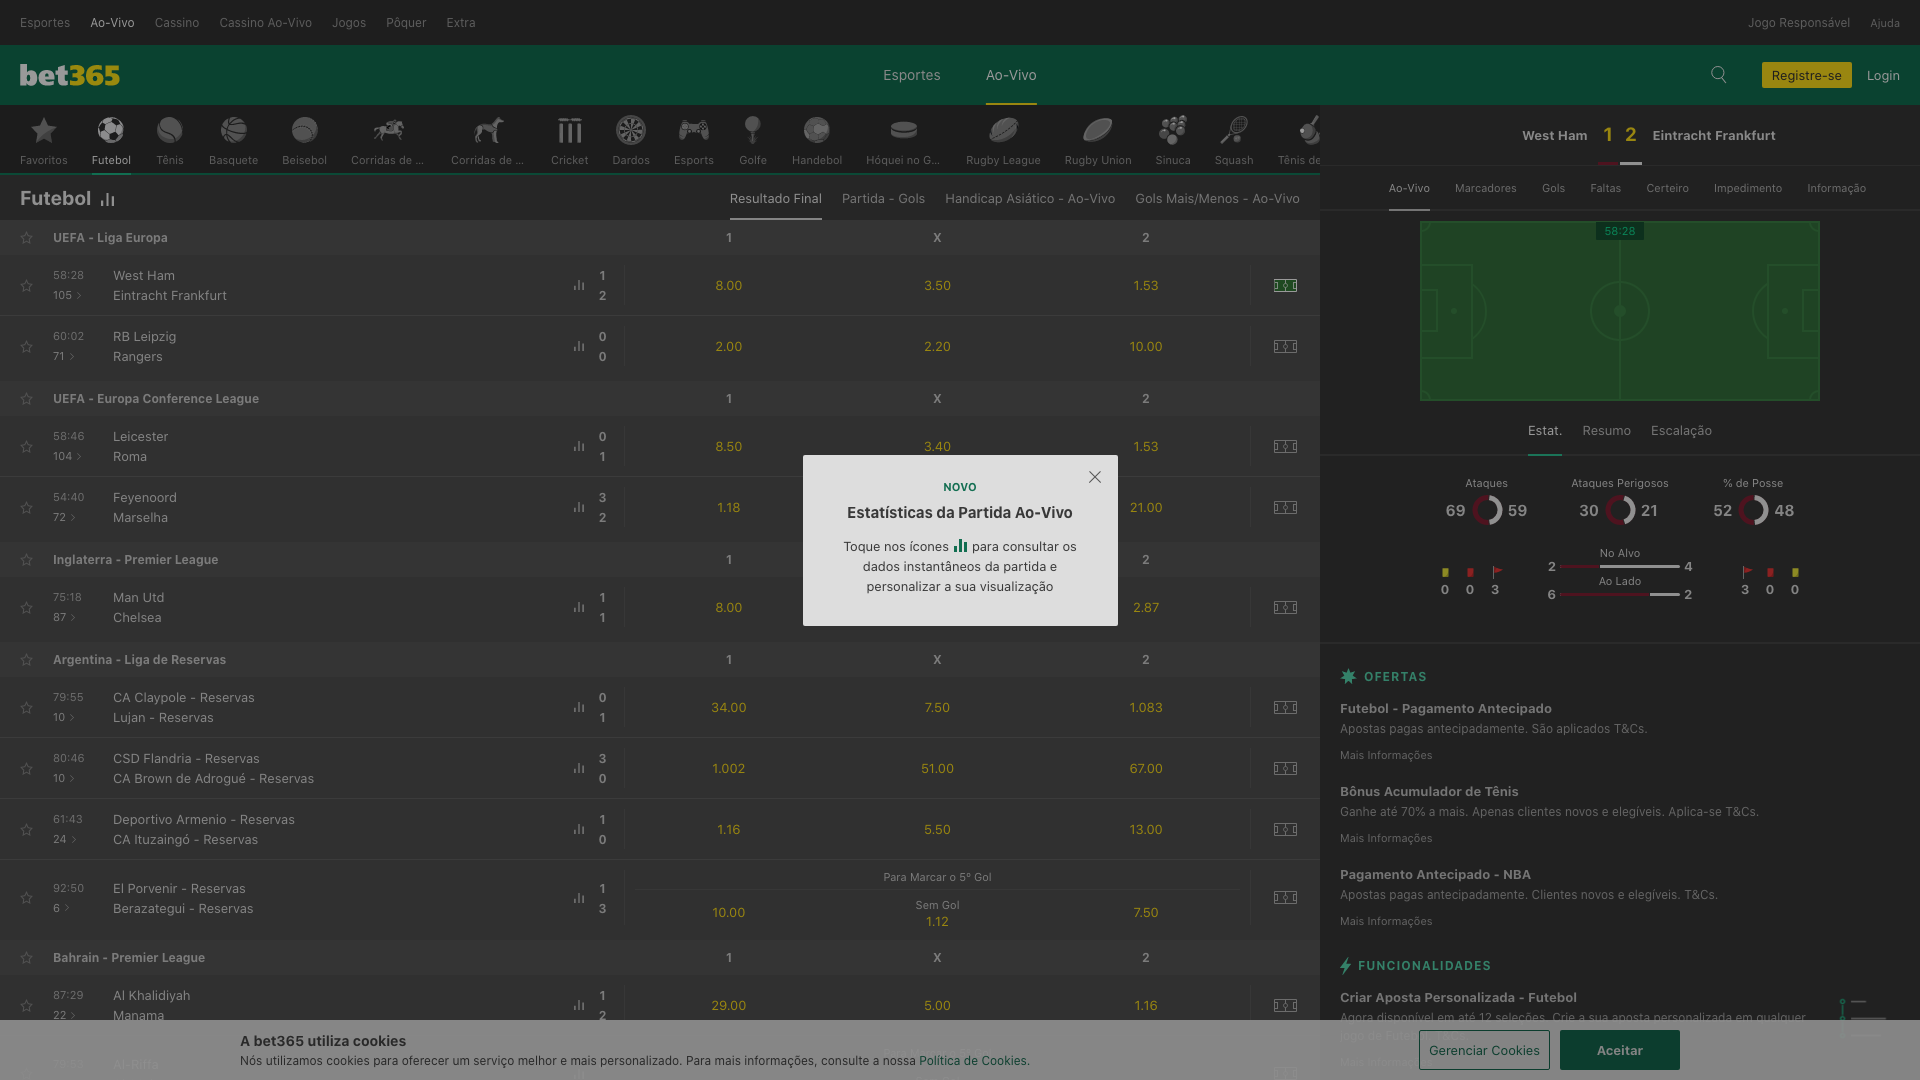 Esportes Ao-Vivo Cassino Cassino Ao-Vivo Jogos Pôquer Extra Jogo Responsável Ajuda
bet365 Esportes Ao-Vivo Registre-se Login
Favoritos Futebol Tênis Basquete Beisebol Corridas de ... Corridas de ... Cricket Dardos Esports Golfe Handebol Hóquei no G... Rugby League Rugby Union Sinuca Squash Tênis de
Futebol Resultado Final Partida - Gols Handicap Asiático - Ao-Vivo Gols Mais/Menos - Ao-Vivo
UEFA - Liga Europa 1 X 2
58:28 West Ham 1
105 Eintracht Frankfurt 2
8.00 3.50 1.53
60:02 RB Leipzig 0
71 Rangers 0
2.00 2.20 10.00
UEFA - Europa Conference League 1 X 2
58:46 Leicester 0
104 Roma 1
8.50 3.40 1.53
54:40 Feyenoord 3
72 Marselha 2
1.18 21.00
Inglaterra - Premier League 1 2
75:18 Man Utd 1
87 Chelsea 1
8.00 2.87
Argentina - Liga de Reservas 1 X 2
79:55 CA Claypole - Reservas 0
10 Lujan - Reservas 1
34.00 7.50 1.083
80:46 CSD Flandria - Reservas 3
10 CA Brown de Adrogué - Reservas 0
1.002 51.00 67.00
61:43 Deportivo Armenio - Reservas 1
24 CA Ituzaingó - Reservas 0
1.16 5.50 13.00
92:50 El Porvenir - Reservas 1
6 Berazategui - Reservas 3
Para Marcar o 5º Gol
Sem Gol
10.00 1.12 7.50
Bahrain - Premier League 1 X 2
87:29 Al Khalidiyah 1
22 Manama 2
29.00 5.00 1.16
NOVO
Estatísticas da Partida Ao-Vivo
Toque nos ícones para consultar os
dados instantâneos da partida e
personalizar a sua visualização
West Ham 1 2 Eintracht Frankfurt
Ao-Vivo Marcadores Gols Faltas Certeiro Impedimento Informação
58:28
Estat. Resumo Escalação
Ataques Ataques Perigosos % de Posse
69 59 30 21 52 48
No Alvo
2 4
Ao Lado
6 2
0 0 3 3 0 0
OFERTAS
Futebol - Pagamento Antecipado
Apostas pagas antecipadamente. São aplicados T&Cs.
Mais Informações
Bônus Acumulador de Tênis
Ganhe até 70% a mais. Apenas clientes novos e elegíveis. Aplica-se T&Cs.
Mais Informações
Pagamento Antecipado - NBA
Apostas pagas antecipadamente. Clientes novos e elegíveis. T&Cs.
Mais Informações
FUNCIONALIDADES
Criar Aposta Personalizada - Futebol
Agora disponível em até 12 seleções. Crie a sua aposta personalizada em qualquer
A bet365 utiliza cookies
Nós utilizamos cookies para oferecer um serviço melhor e mais personalizado. Para mais informações, consulte a nossa Política de Cookies.
Gerenciar Cookies Aceitar